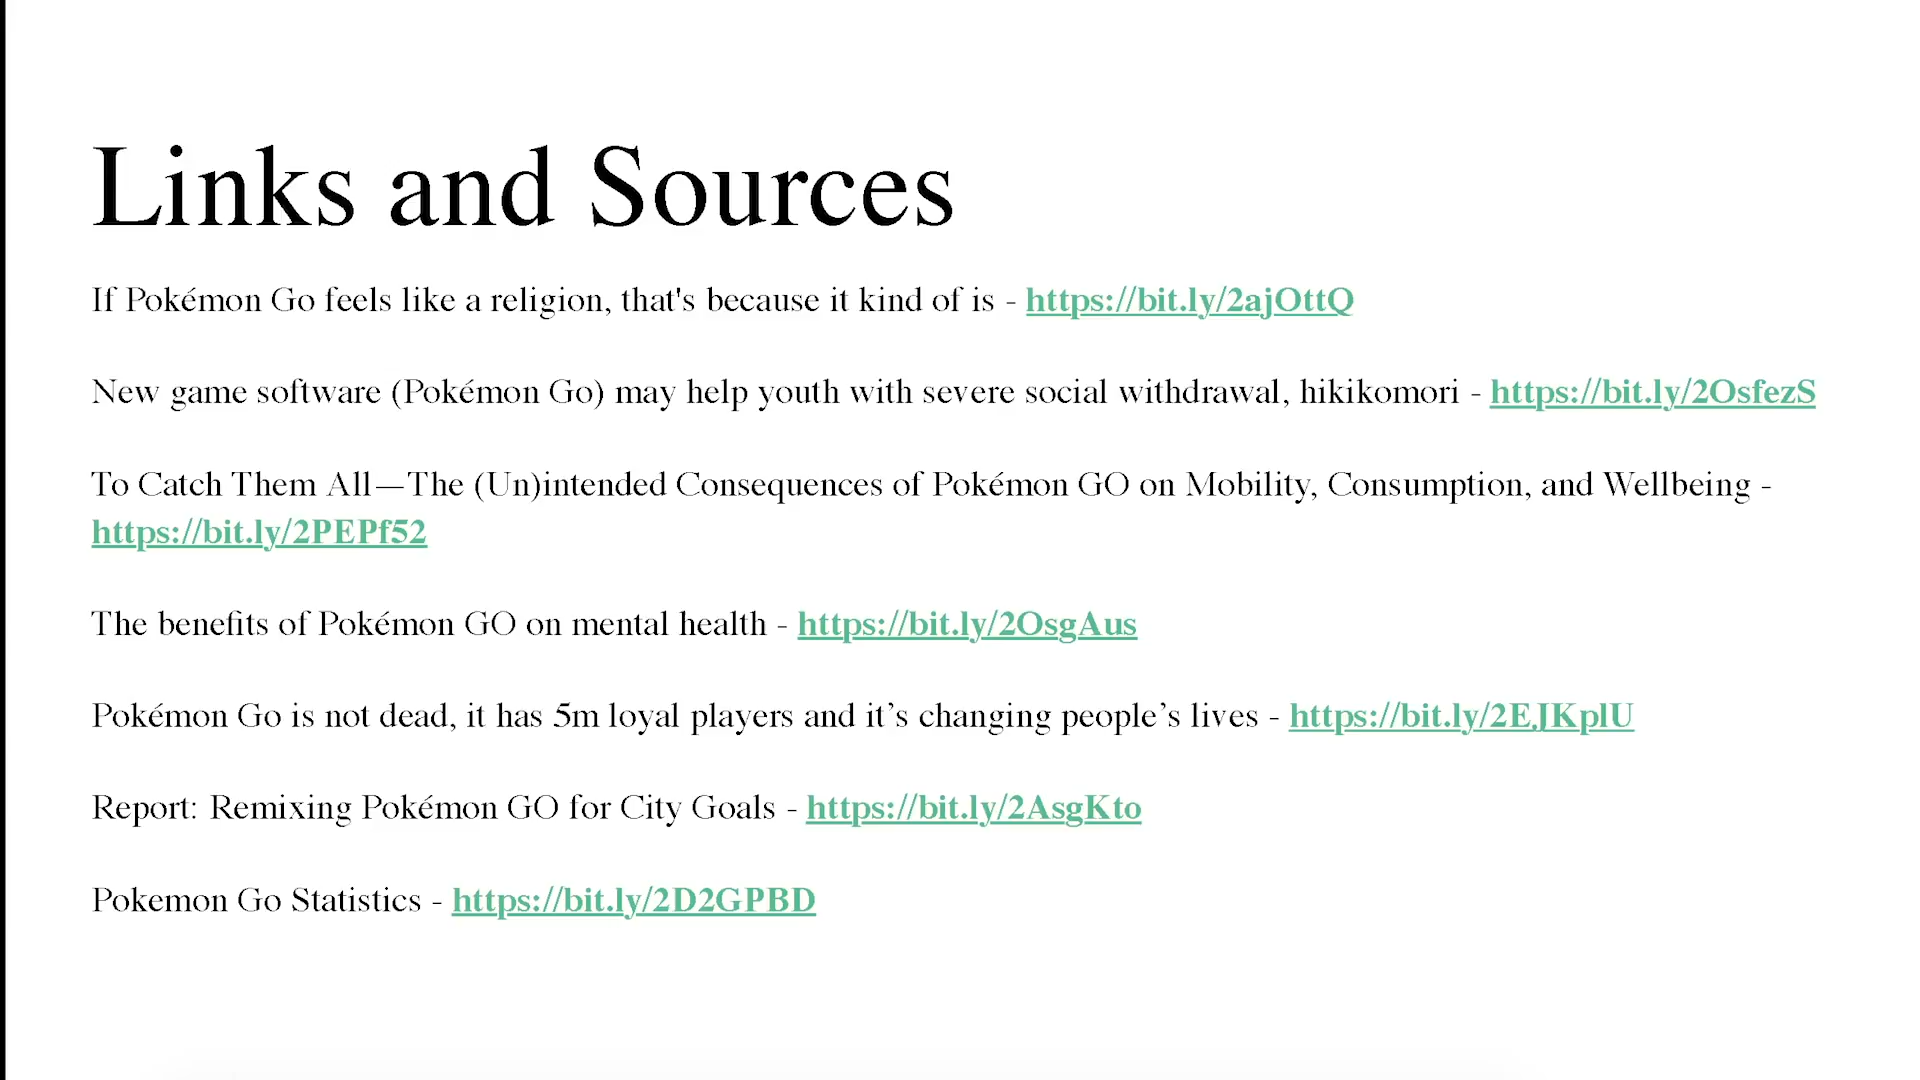 Links and Sources
If Pokémon Go feels like a religion, that's because it kind of is - https://bit.ly/2ajOttQ
New game software (Pokémon Go) may help youth with severe social withdrawal, hikikomori - https://bit.ly/2OsfezS
To Catch Them All—The (Un)intended Consequences of Pokémon GO on Mobility, Consumption, and Wellbeing -
https://bit.ly/2PEPf52
The benefits of Pokémon GO on mental health - https://bit.ly/2OsgAus
Pokémon Go is not dead, it has 5m loyal players and it’s changing people’s lives - https://bit.ly/2EJKplU
Report: Remixing Pokémon GO for City Goals - https://bit.ly/2AsgKto
Pokemon Go Statistics - https://bit.ly/2D2GPBD